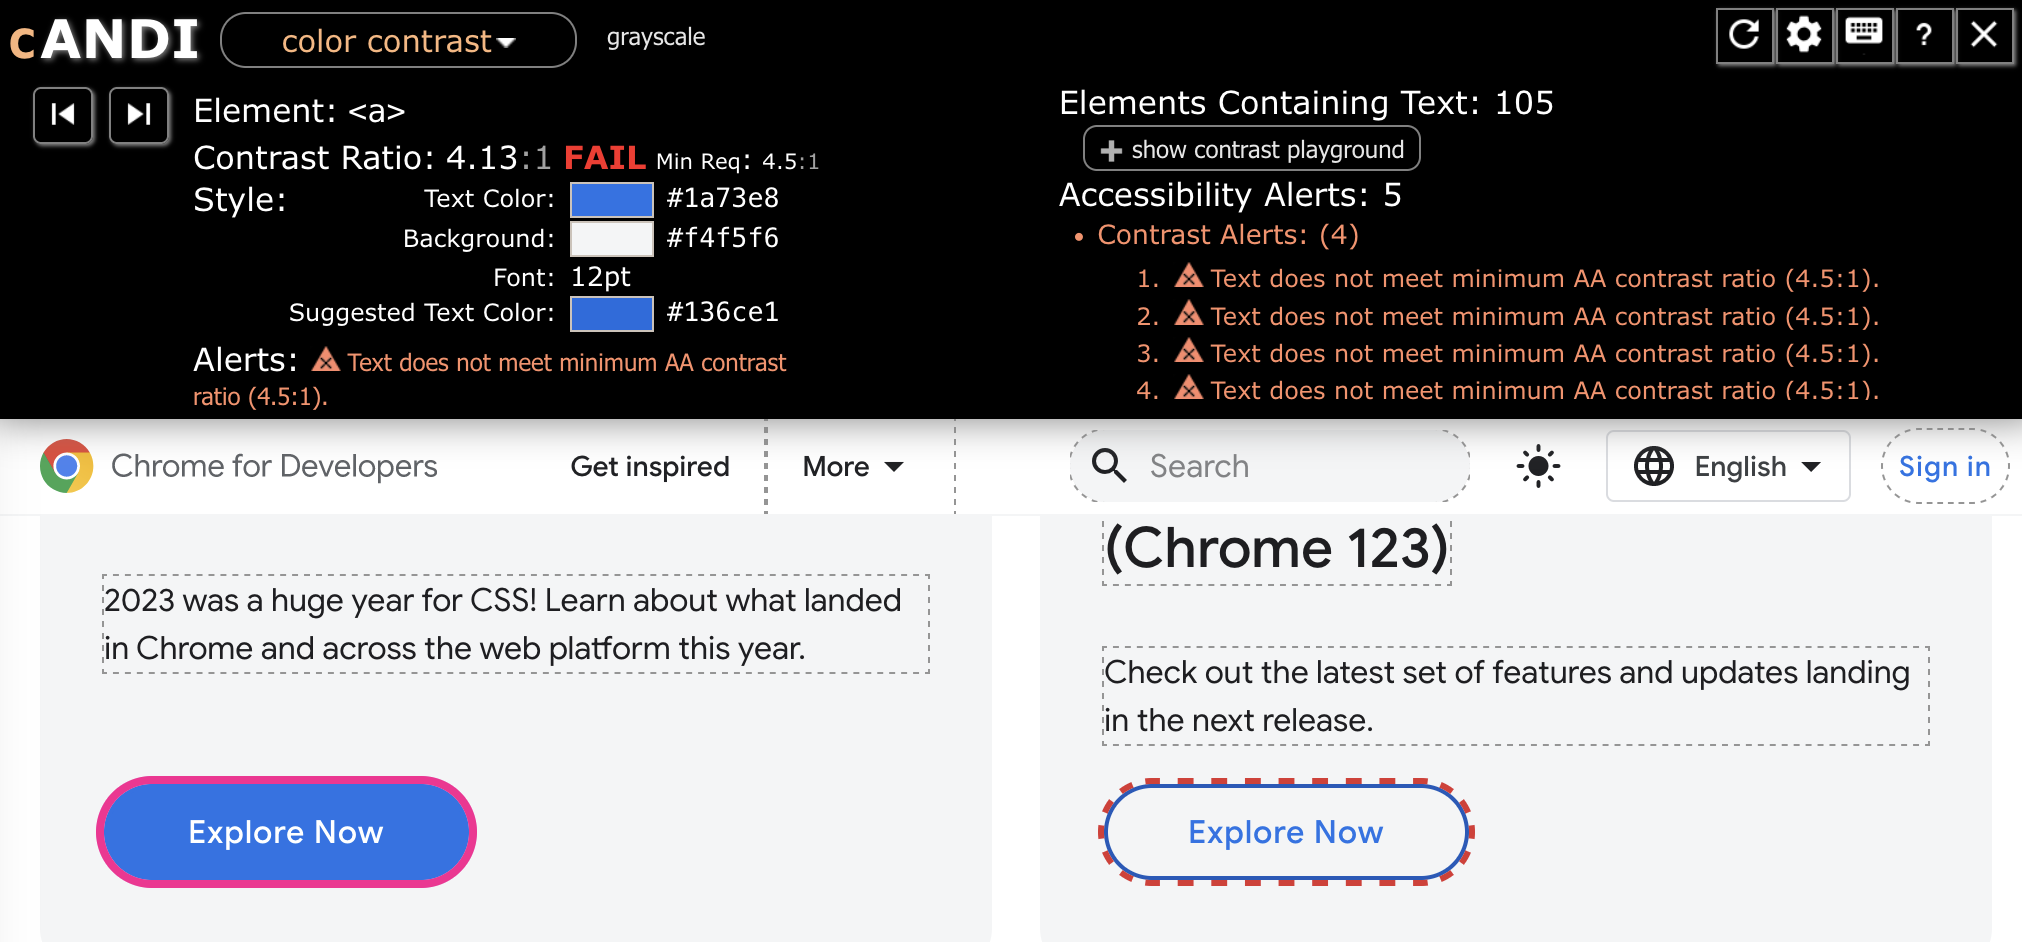 cANDI
color contrast
grayscale
?
Element: <a>
Contrast Ratio: 4.13:1 FAIL Min Req: 4.5:1
Style:
Text Color: #1a73e8
Background: #f4f5f6
Font: 12pt
Suggested Text Color: #136ce1
Alerts: Text does not meet minimum AA contrast
ratio (4.5:1).
Elements Containing Text: 105
show contrast playground
Accessibility Alerts: 5
• Contrast Alerts: (4)
1. Text does not meet minimum AA contrast ratio (4.5:1).
2. Text does not meet minimum AA contrast ratio (4.5:1).
3. Text does not meet minimum AA contrast ratio (4.5:1).
4. Text does not meet minimum AA contrast ratio (4.5:1).
Chrome for Developers
Get inspired
More
Search
English
Sign in
2023 was a huge year for CSS! Learn about what landed
in Chrome and across the web platform this year.
Explore Now
(Chrome 123)
Check out the latest set of features and updates landing
in the next release.
Explore Now